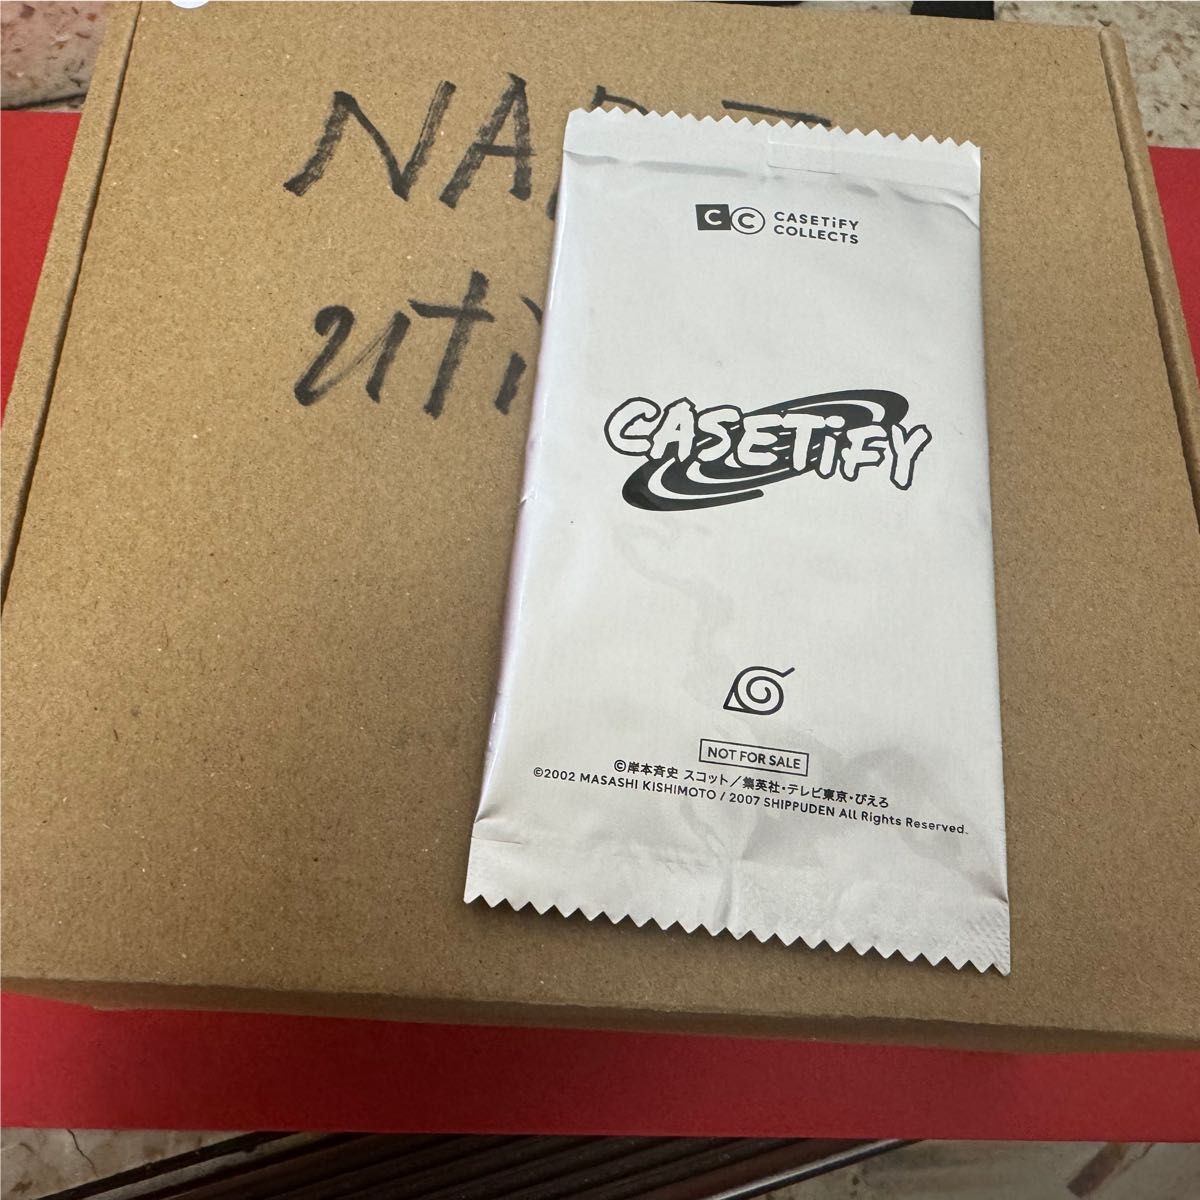 C C CASETiFY
COLLECTS
CASETiFY
NOT FOR SALE
©岸本斉史 スコット／集英社・テレビ東京・ぴえろ
©2002 MASASHI KISHIMOTO / 2007 SHIPPUDEN All Rights Reserved.